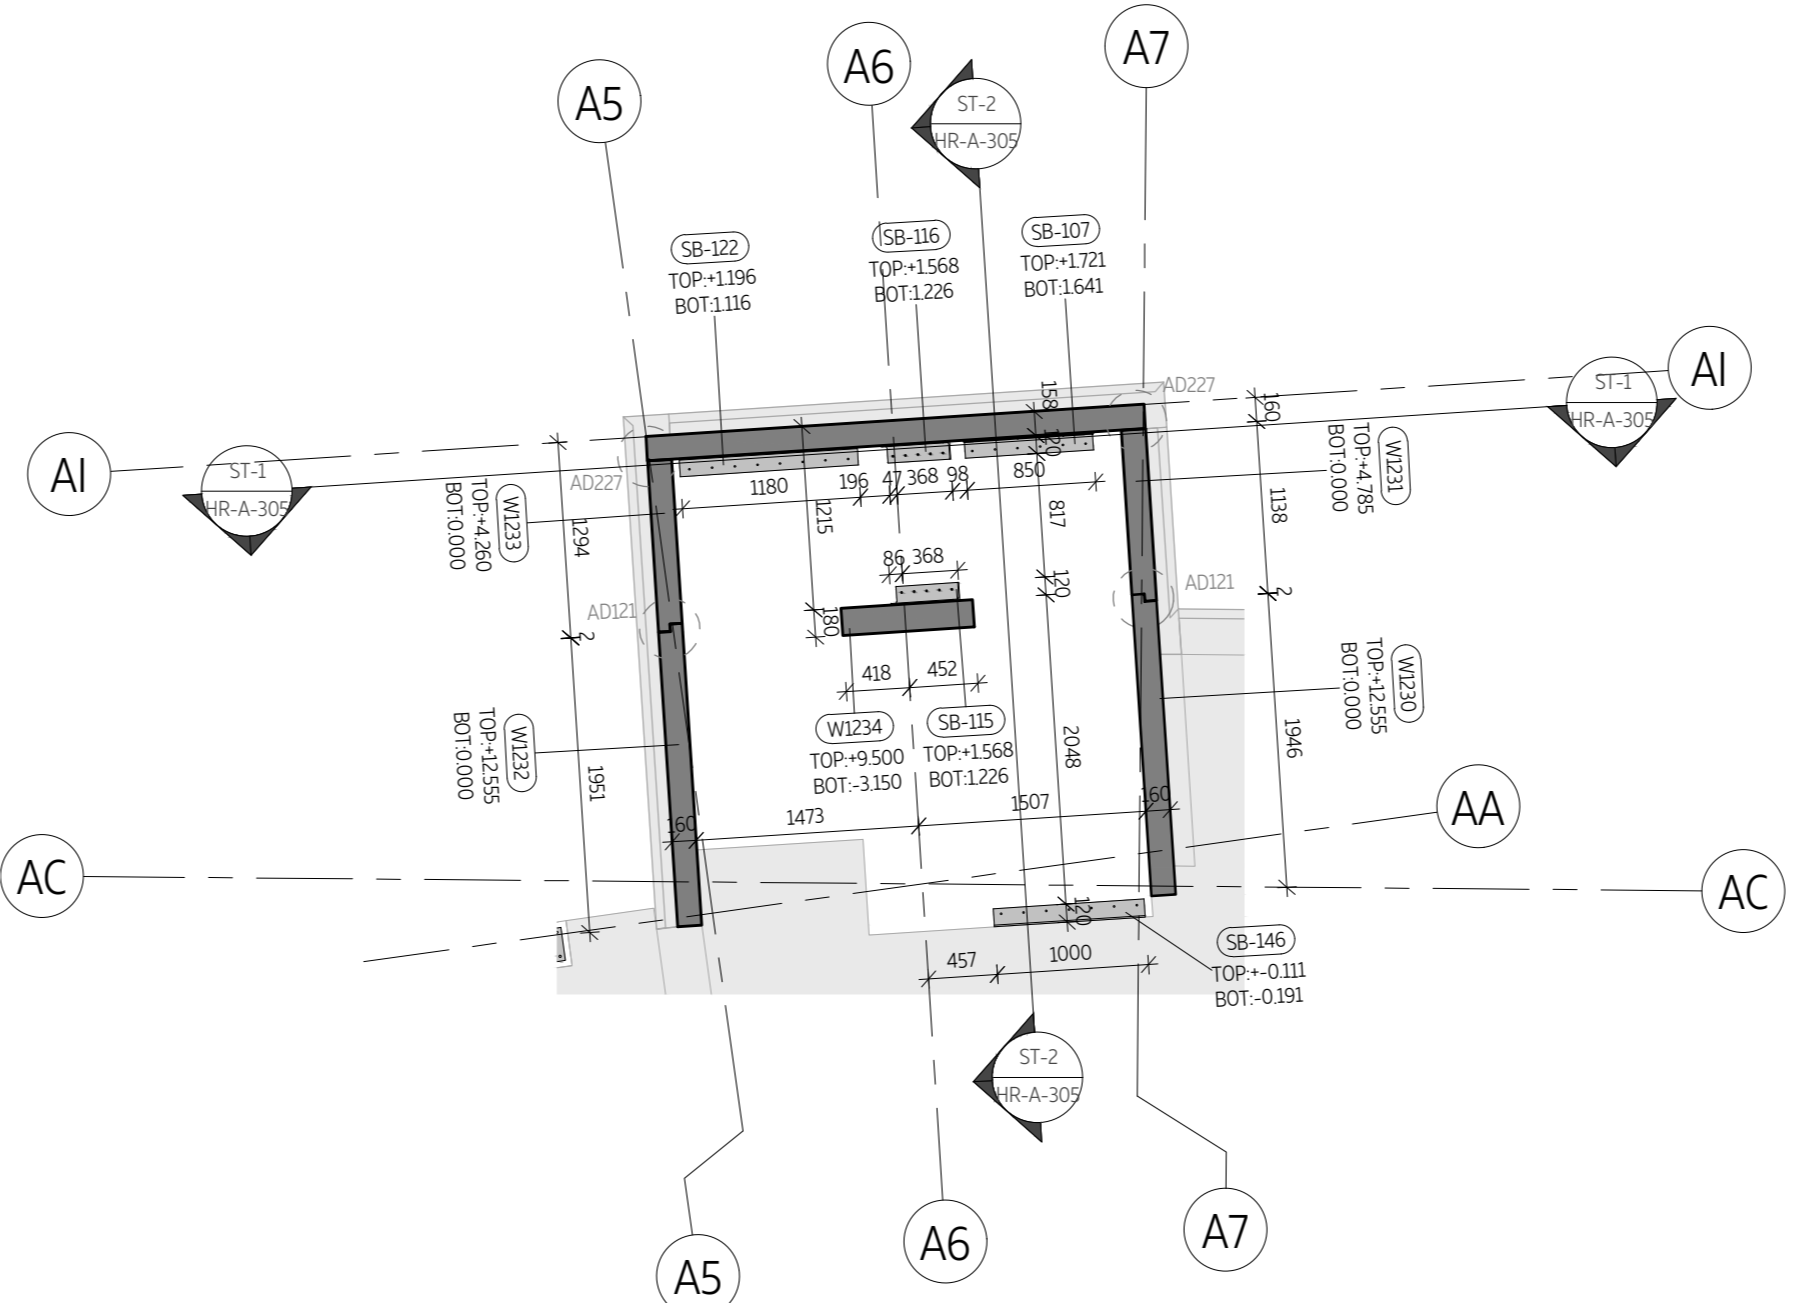 A5
A6
A7
ST-2
HR-A-305
SB-122
TOP:+1.196
BOT:1.116
SB-116
TOP:+1.568
BOT:1.226
SB-107
TOP:+1.721
BOT:1.641
AI
ST-1
HR-A-305
AI
ST-1
HR-A-305
AD227
AD227
158
120
160
1180
196
47
368
98
850
1215
817
1138
1294
W1233
TOP:+4.260
BOT:0.000
W1231
TOP:+4.785
BOT:0.000
86
368
120
180
AD121
2
AD121
2
418
452
W1234
TOP:+9.500
BOT:-3.150
SB-115
TOP:+1.568
BOT:1.226
2048
W1230
TOP:+12.555
BOT:0.000
1946
W1232
TOP:+12.555
BOT:0.000
1951
160
1473
1507
160
AA
AC
AC
120
457
1000
SB-146
TOP:+-0.111
BOT:-0.191
ST-2
HR-A-305
A5
A6
A7